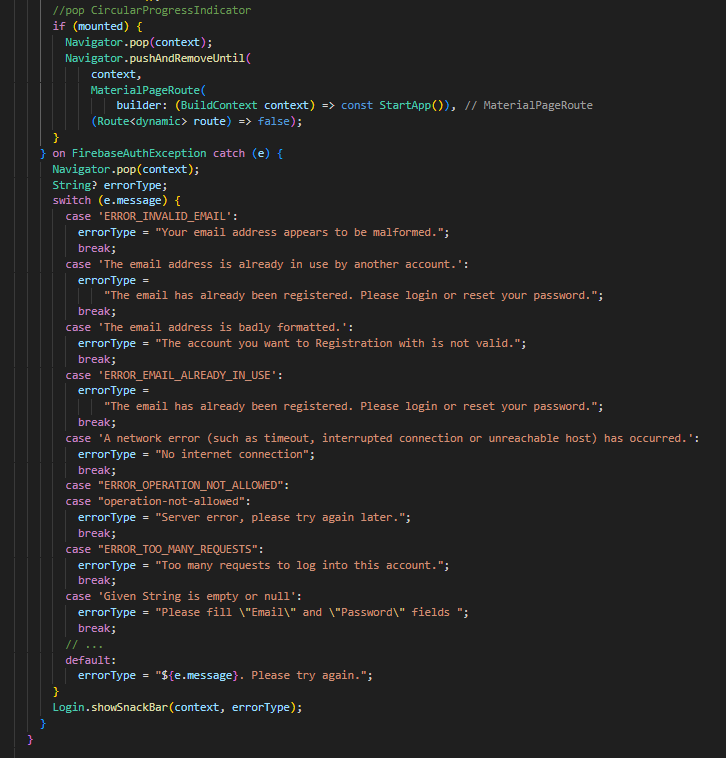 //pop CircularProgressIndicator
if (mounted) {
Navigator.pop(context);
Navigator.pushAndRemoveUntil(
context,
MaterialPageRoute(
builder: (BuildContext context) => const StartApp()), // MaterialPageRoute
(Route<dynamic> route) => false);
}
} on FirebaseAuthException catch (e) {
Navigator.pop(context);
String? errorType;
switch (e.message) {
case 'ERROR_INVALID_EMAIL':
errorType = "Your email address appears to be malformed.";
break;
case 'The email address is already in use by another account.':
errorType =
"The email has already been registered. Please login or reset your password.";
break;
case 'The email address is badly formatted.':
errorType = "The account you want to Registration with is not valid.";
break;
case 'ERROR_EMAIL_ALREADY_IN_USE':
errorType =
"The email has already been registered. Please login or reset your password.";
break;
case 'A network error (such as timeout, interrupted connection or unreachable host) has occurred.':
errorType = "No internet connection";
break;
case "ERROR_OPERATION_NOT_ALLOWED":
case "operation-not-allowed":
errorType = "Server error, please try again later.";
break;
case "ERROR_TOO_MANY_REQUESTS":
errorType = "Too many requests to log into this account.";
break;
case 'Given String is empty or null':
errorType = "Please fill \"Email\" and \"Password\" fields ";
break;
// ...
default:
errorType = "${e.message}. Please try again.";
}
Login.showSnackBar(context, errorType);
}
}